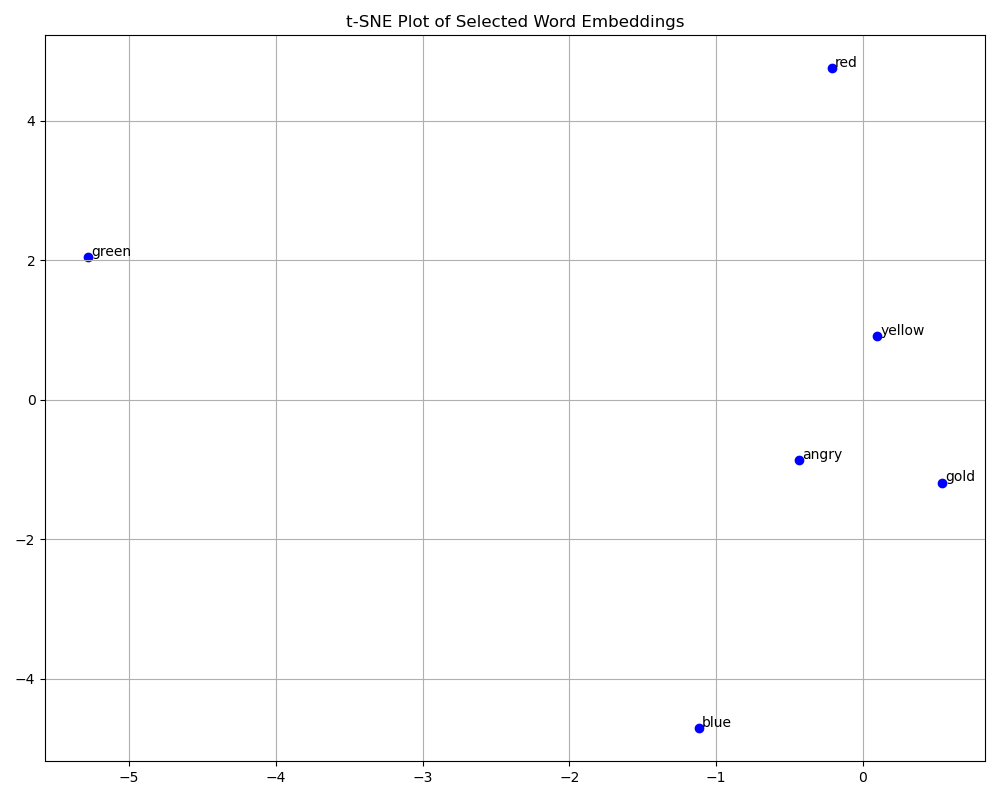 t-SNE Plot of Selected Word Embeddings
red
4
green
2
yellow
0
angry
gold
−2
−4
blue
−5 −4 −3 −2 −1 0